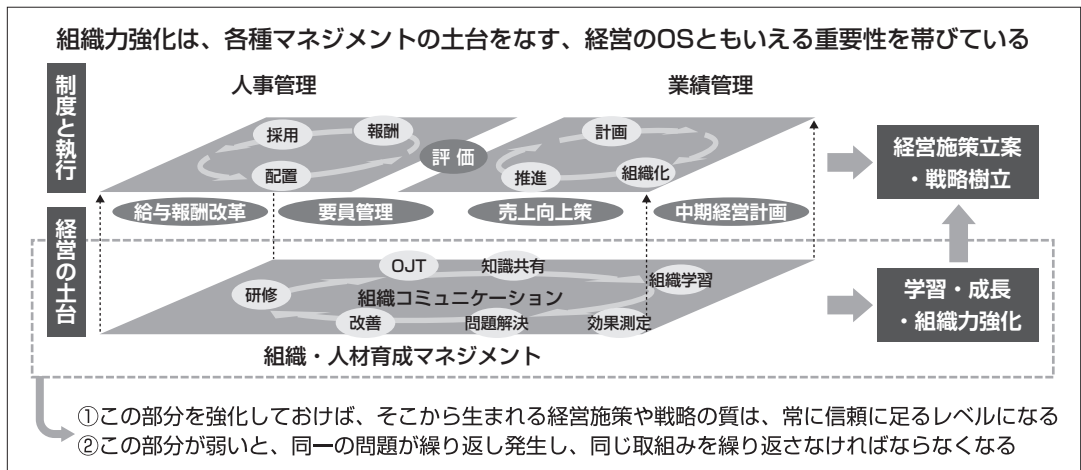 組織力強化は、各種マネジメントの土台をなす、経営のOSともいえる重要性を帯びている
制度と執行
人事管理
業績管理
採用
報酬
配置
評価
計画
推進
組織化
経営施策立案
・戦略樹立
経営の土台
給与報酬改革
要員管理
売上向上策
中期経営計画
OJT
知識共有
研修
組織コミュニケーション
組織学習
改善
問題解決
効果測定
学習・成長
・組織力強化
組織・人材育成マネジメント
①この部分を強化しておけば、そこから生まれる経営施策や戦略の質は、常に信頼に足るレベルになる
②この部分が弱いと、同一の問題が繰り返し発生し、同じ取組みを繰り返さなければならなくなる